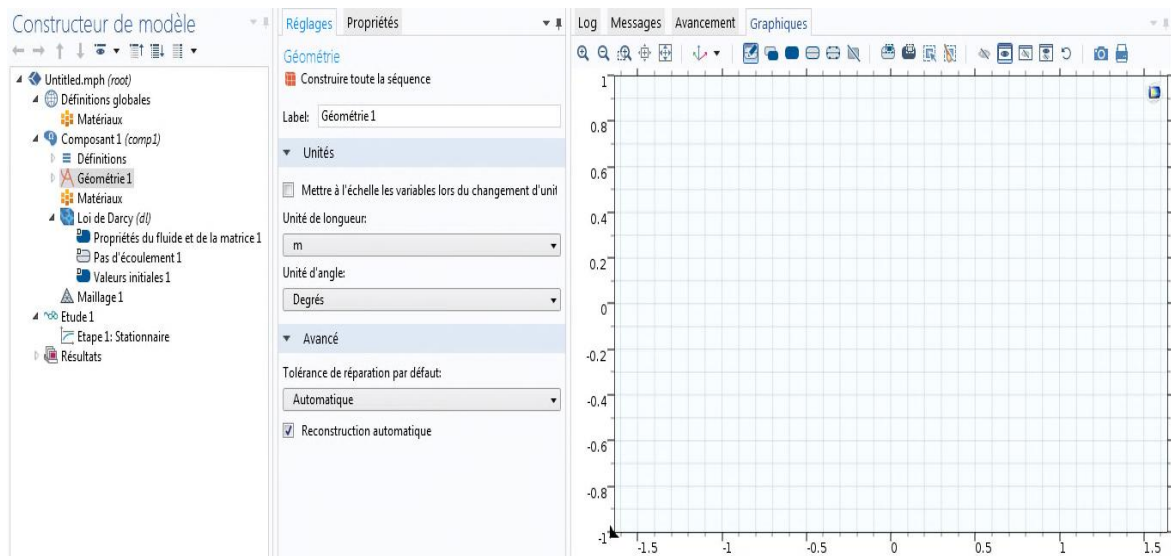 Constructeur de modèle
Untitled.mph (root)
Définitions globales
Matériaux
Composant 1 (comp1)
Définitions
Géométrie 1
Matériaux
Loi de Darcy (dl)
Propriétés du fluide et de la matrice 1
Pas d'écoulement 1
Valeurs initiales 1
Maillage 1
Etude 1
Etape 1: Stationnaire
Résultats
Réglages Propriétés
Géométrie
Construire toute la séquence
Label: Géométrie 1
Unités
Mettre à l'échelle les variables lors du changement d'unit
Unité de longueur:
m
Unité d'angle:
Degrés
Avancé
Tolérance de réparation par défaut:
Automatique
Reconstruction automatique
Log Messages Avancement Graphiques
1
0.8
0.6
0.4
0.2
0
-0.2
-0.4
-0.6
-0.8
-1
-1.5 -1 -0.5 0 0.5 1 1.5